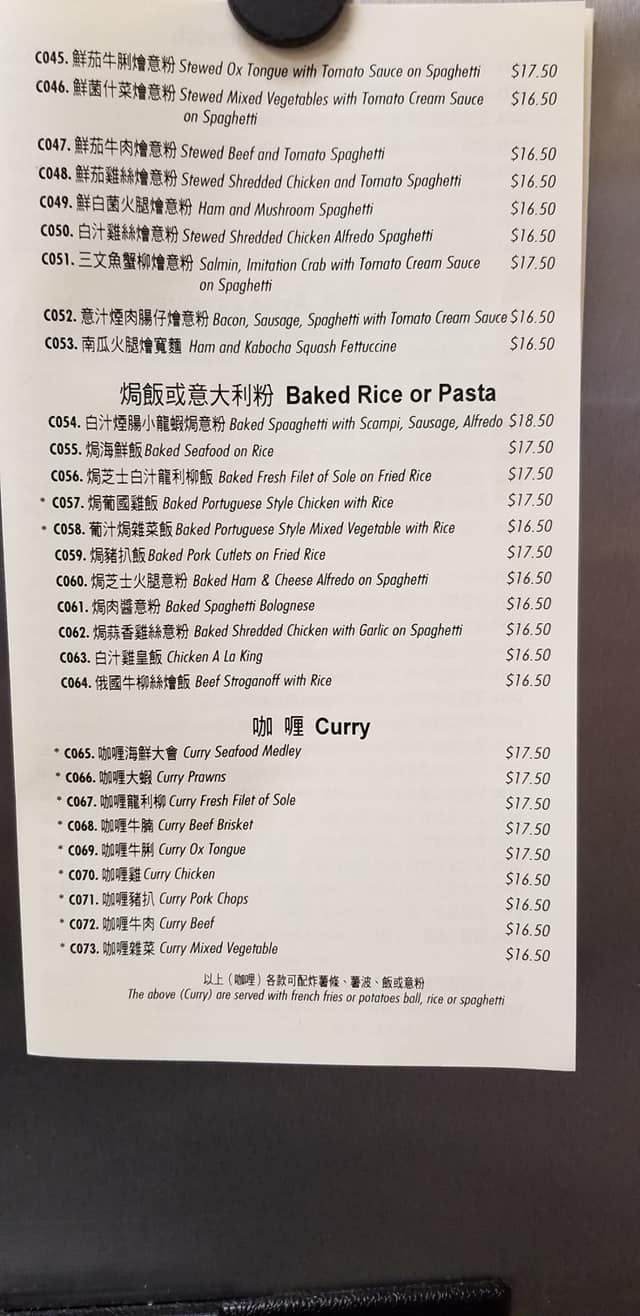 C045. 鮮茄牛脷燴意粉 Stewed Ox Tongue with Tomato Sauce on Spaghetti $17.50
C046. 鮮菌什菜燴意粉 Stewed Mixed Vegetables with Tomato Cream Sauce $16.50
on Spaghetti
C047. 鮮茄牛肉燴意粉 Stewed Beef and Tomato Spaghetti $16.50
C048. 鮮茄雞絲燴意粉 Stewed Shredded Chicken and Tomato Spaghetti $16.50
C049. 鮮白菌火腿燴意粉 Ham and Mushroom Spaghetti $16.50
C050. 白汁雞絲燴意粉 Stewed Shredded Chicken Alfredo Spaghetti $16.50
C051. 三文魚蟹柳燴意粉 Salmin, Imitation Crab with Tomato Cream Sauce $17.50
on Spaghetti
C052. 意汁煙肉腸仔燴意粉 Bacon, Sausage, Spaghetti with Tomato Cream Sauce $16.50
C053. 南瓜火腿燴寬麵 Ham and Kabocha Squash Fettuccine $16.50
焗飯或意大利粉 Baked Rice or Pasta
C054. 白汁煙腸小龍蝦焗意粉 Baked Spaaghetti with Scampi, Sausage, Alfredo $18.50
C055. 焗海鮮飯 Baked Seafood on Rice $17.50
C056. 焗芝士白汁龍利柳飯 Baked Fresh Filet of Sole on Fried Rice $17.50
* C057. 焗葡國雞飯 Baked Portuguese Style Chicken with Rice $17.50
* C058. 葡汁焗雜菜飯 Baked Portuguese Style Mixed Vegetable with Rice $16.50
C059. 焗豬扒飯 Baked Pork Cutlets on Fried Rice $17.50
C060. 焗芝士火腿意粉 Baked Ham & Cheese Alfredo on Spaghetti $16.50
C061. 焗肉醬意粉 Baked Spaghetti Bolognese $16.50
C062. 焗蒜香雞絲意粉 Baked Shredded Chicken with Garlic on Spaghetti $16.50
C063. 白汁雞皇飯 Chicken A La King $16.50
C064. 俄國牛柳絲燴飯 Beef Stroganoff with Rice $16.50
咖喱 Curry
* C065. 咖喱海鮮大會 Curry Seafood Medley $17.50
* C066. 咖喱大蝦 Curry Prawns $17.50
* C067. 咖喱龍利柳 Curry Fresh Filet of Sole $17.50
* C068. 咖喱牛腩 Curry Beef Brisket $17.50
* C069. 咖喱牛脷 Curry Ox Tongue $17.50
* C070. 咖喱雞 Curry Chicken $16.50
* C071. 咖喱豬扒 Curry Pork Chops $16.50
* C072. 咖喱牛肉 Curry Beef $16.50
* C073. 咖喱雜菜 Curry Mixed Vegetable $16.50
以上（咖哩）各款可配炸薯條、薯波、飯或意粉
The above (Curry) are served with french fries or potatoes ball, rice or spaghetti